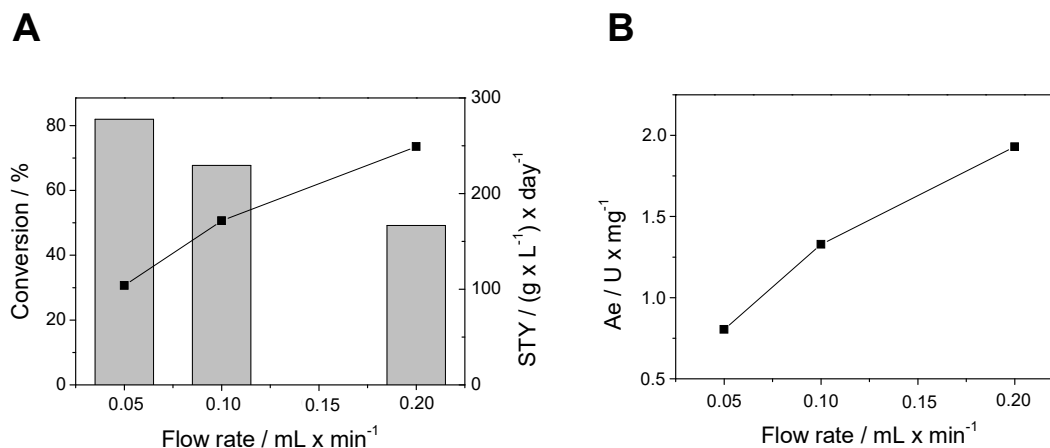 A
Conversion / %
80
60
40
20
0
300
200
100
0
STY / (g x L⁻¹) x day⁻¹
0.05 0.10 0.15 0.20
Flow rate / mL x min⁻¹
B
Ae / U x mg⁻¹
2.0
1.5
1.0
0.5
0.05 0.10 0.15 0.20
Flow rate / mL x min⁻¹